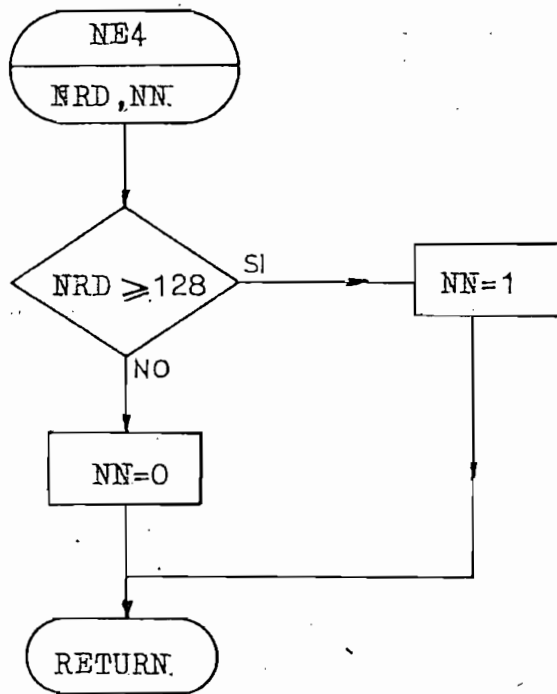 NE4
NRD,NN.
NRD ⩾ 128
SI
NN=1
NO
NN=0
RETURN.